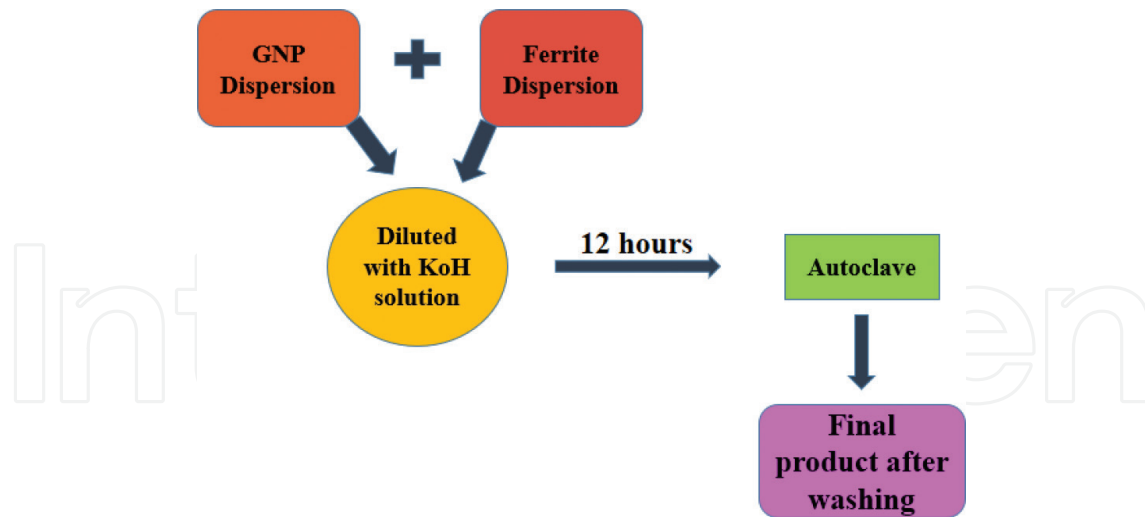 GNP
Dispersion
Ferrite
Dispersion
Diluted
with KoH
solution
12 hours
Autoclave
Final
product after
washing